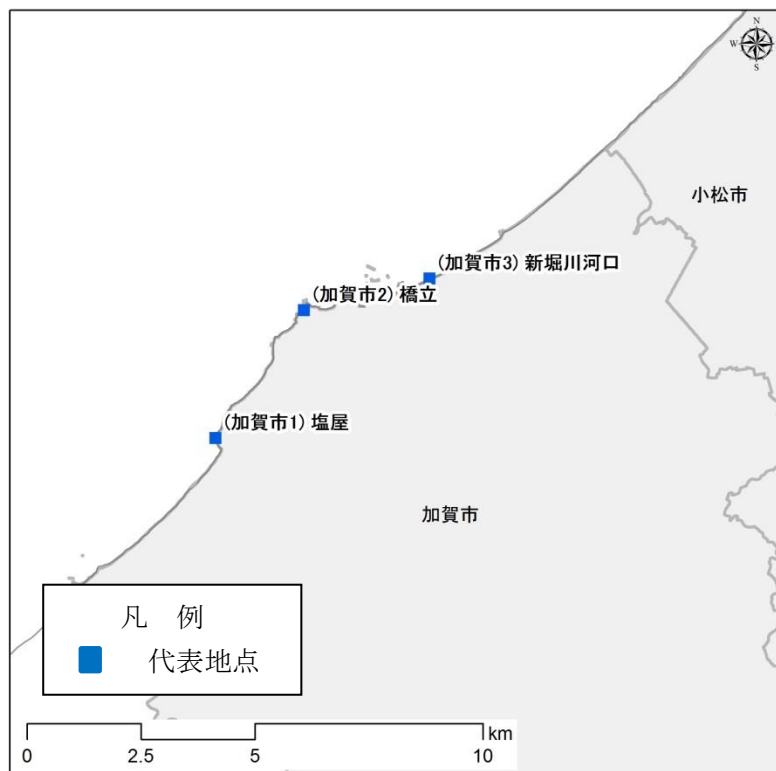 N
W
S
小松市
(加賀市3) 新堀川河口
(加賀市2) 橋立
(加賀市1) 塩屋
加賀市
凡 例
代表地点
km
0 2.5 5 10